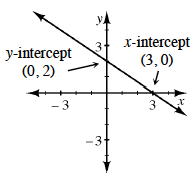 y
3
x-intercept
y-intercept
(3, 0)
(0, 2)
-3
3
x
-3